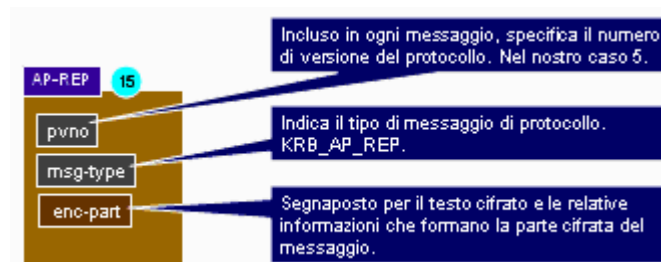 Incluso in ogni messaggio, specifica il numero
di versione del protocollo. Nel nostro caso 5.
AP-REP
15
pvno
Indica il tipo di messaggio di protocollo.
KRB_AP_REP.
msg-type
enc-part
Segnaposto per il testo cifrato e le relative
informazioni che formano la parte cifrata del
messaggio.